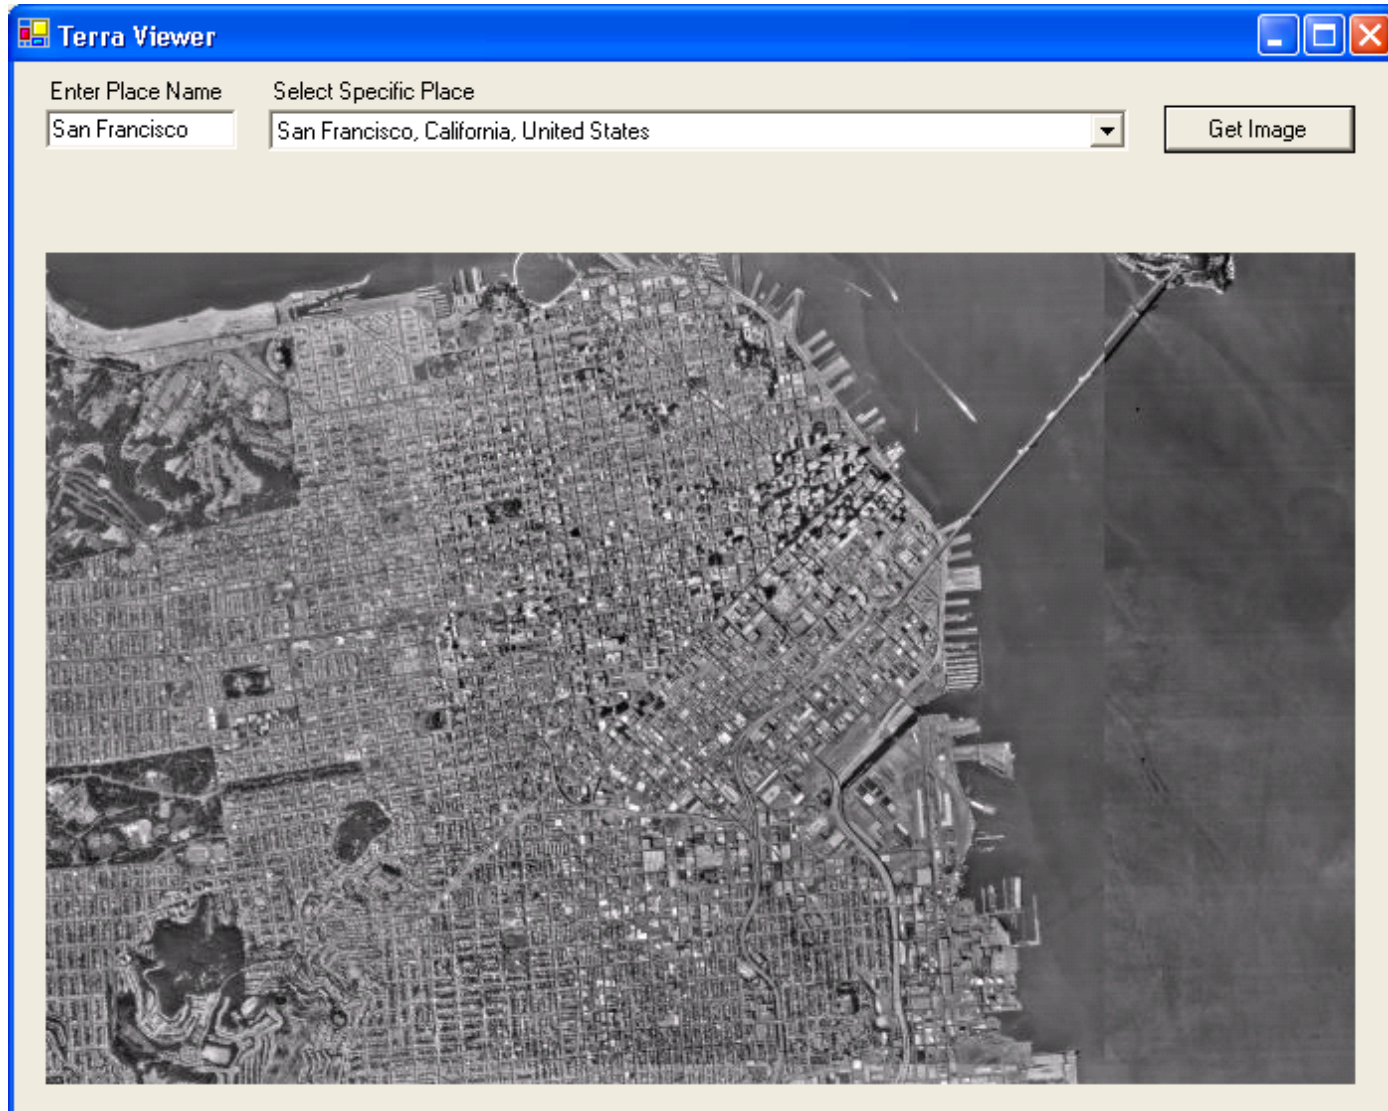 Terra Viewer
Enter Place Name
Select Specific Place
San Francisco
San Francisco, California, United States
Get Image